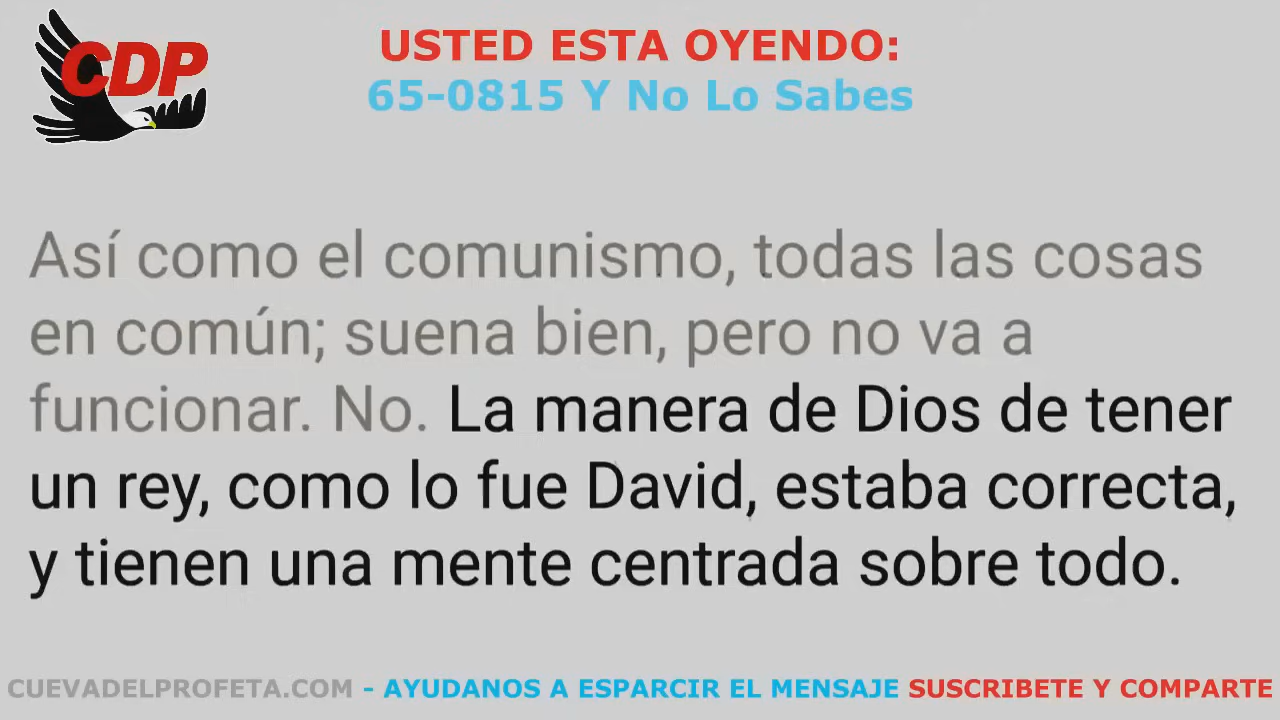 CDP
USTED ESTA OYENDO:
65-0815 Y No Lo Sabes
Así como el comunismo, todas las cosas
en común; suena bien, pero no va a
funcionar. No. La manera de Dios de tener
un rey, como lo fue David, estaba correcta,
y tienen una mente centrada sobre todo.
CUEVADELPROFETA.COM - AYUDANOS A ESPARCIR EL MENSAJE SUSCRIBETE Y COMPARTE